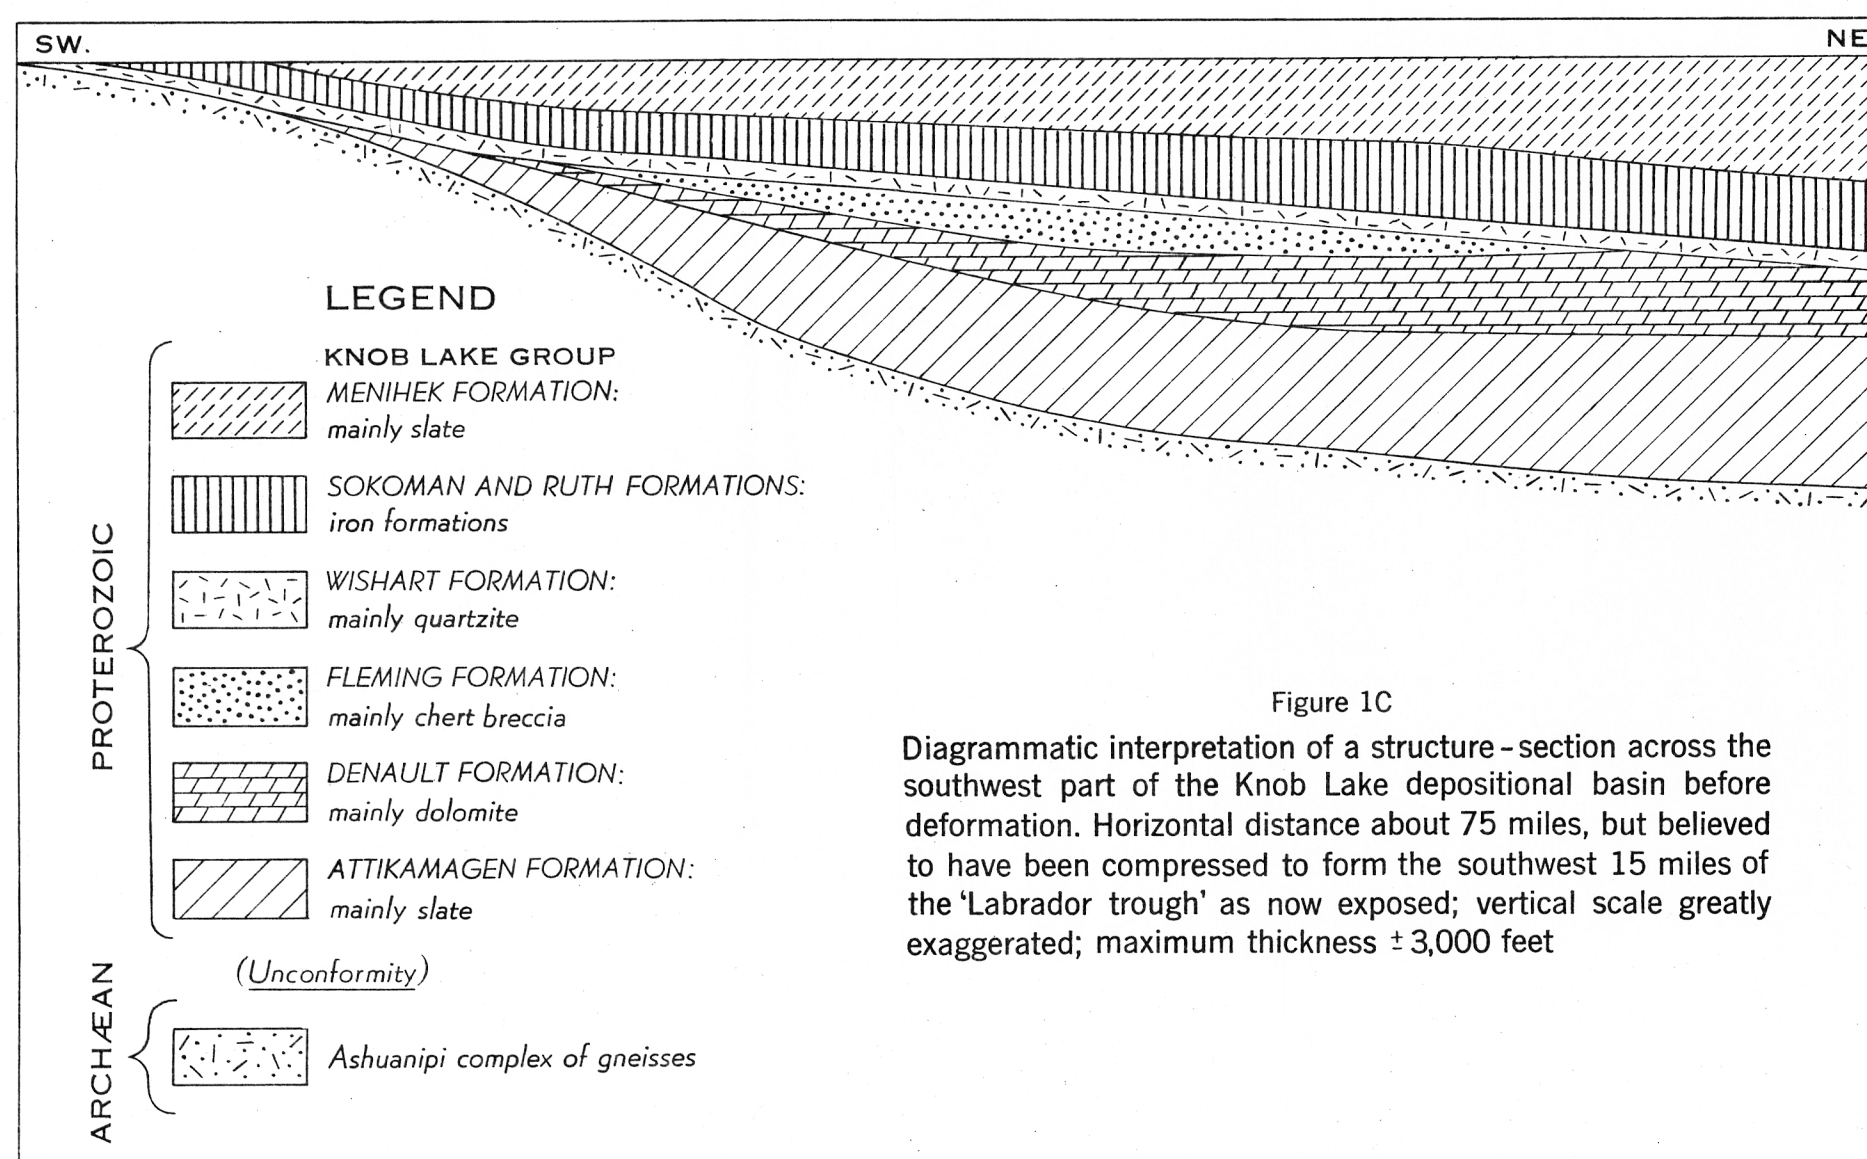 SW.
NE
LEGEND
KNOB LAKE GROUP
MENIHEK FORMATION:
mainly slate
SOKOMAN AND RUTH FORMATIONS:
iron formations
WISHART FORMATION:
mainly quartzite
FLEMING FORMATION:
mainly chert breccia
DENAULT FORMATION:
mainly dolomite
ATTIKAMAGEN FORMATION:
mainly slate
PROTEROZOIC
(Unconformity)
ARCHÆAN
Ashuanipi complex of gneisses
Figure 1C
Diagrammatic interpretation of a structure-section across the
southwest part of the Knob Lake depositional basin before
deformation. Horizontal distance about 75 miles, but believed
to have been compressed to form the southwest 15 miles of
the 'Labrador trough' as now exposed; vertical scale greatly
exaggerated; maximum thickness ±3,000 feet